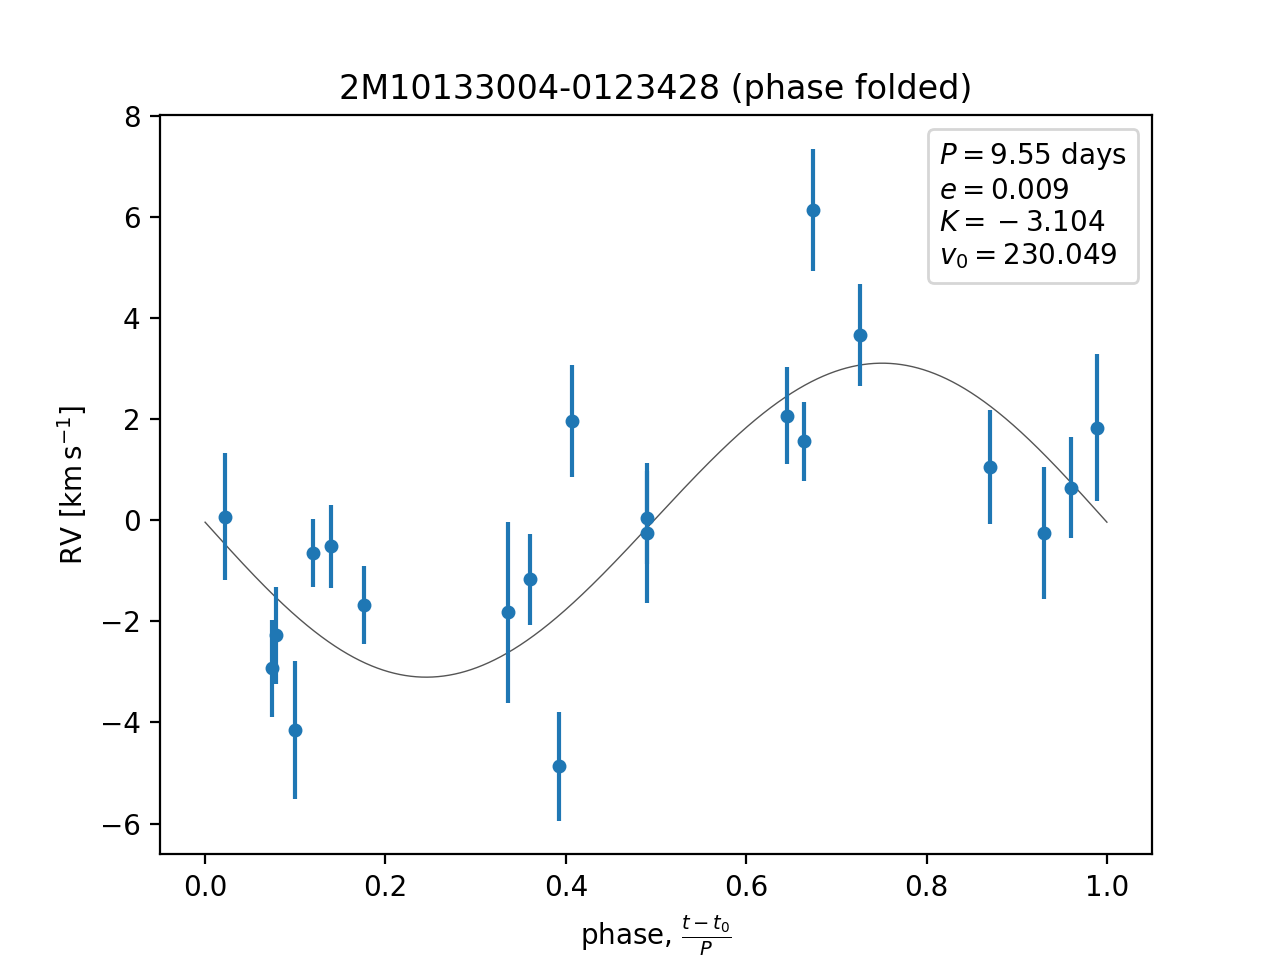 2M10133004-0123428 (phase folded)
P = 9.55 days
e = 0.009
K = −3.104
v₀ = 230.049
8
6
4
2
0
−2
−4
−6
RV [km s⁻¹]
0.0 0.2 0.4 0.6 0.8 1.0
phase, (t − t₀)/P